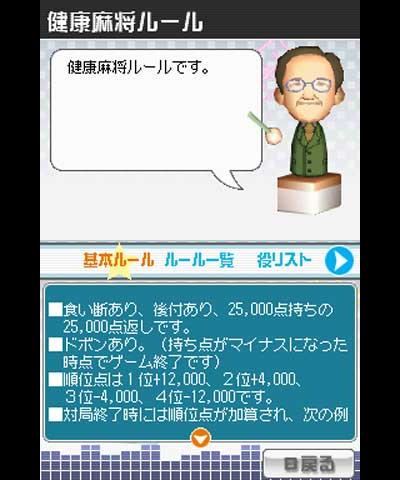 健康麻将ルール
健康麻将ルールです。
基本ルール ルール一覧 役リスト
■食い断あり、後付あり、25,000点持ちの
25,000点返しです。
■ドボンあり。（持ち点がマイナスになった
時点でゲーム終了です）
■順位点は1位+12,000、2位+4,000、
3位-4,000、4位-12,000です。
■対局終了時には順位点が加算され、次の例
B戻る